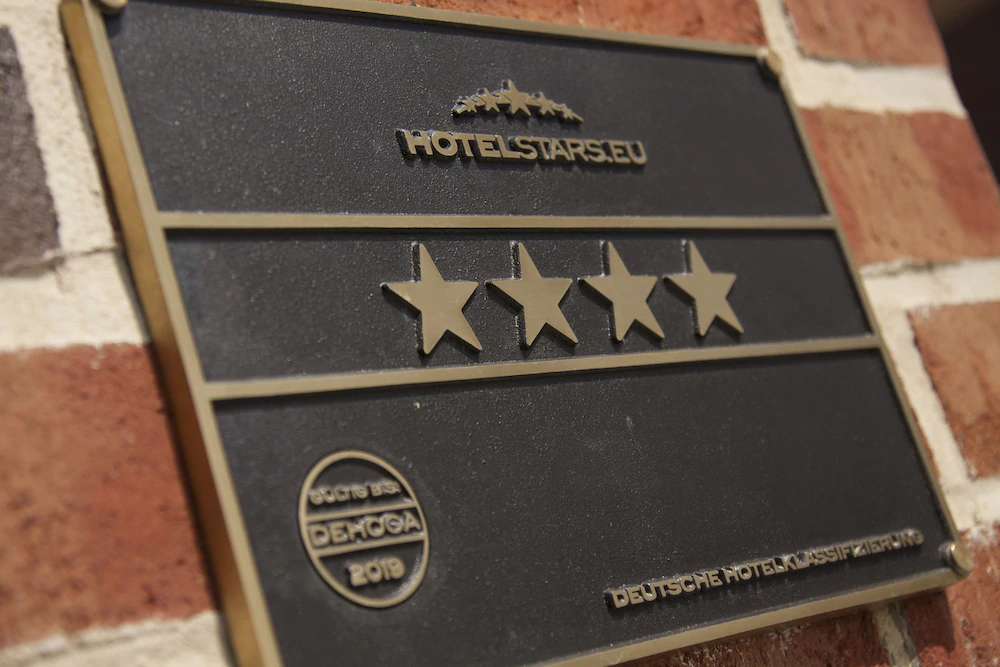 HOTELSTARS.EU
GÜLTIG BIS:
DEHOGA
2019
DEUTSCHE HOTELKLASSIFIZIERUNG